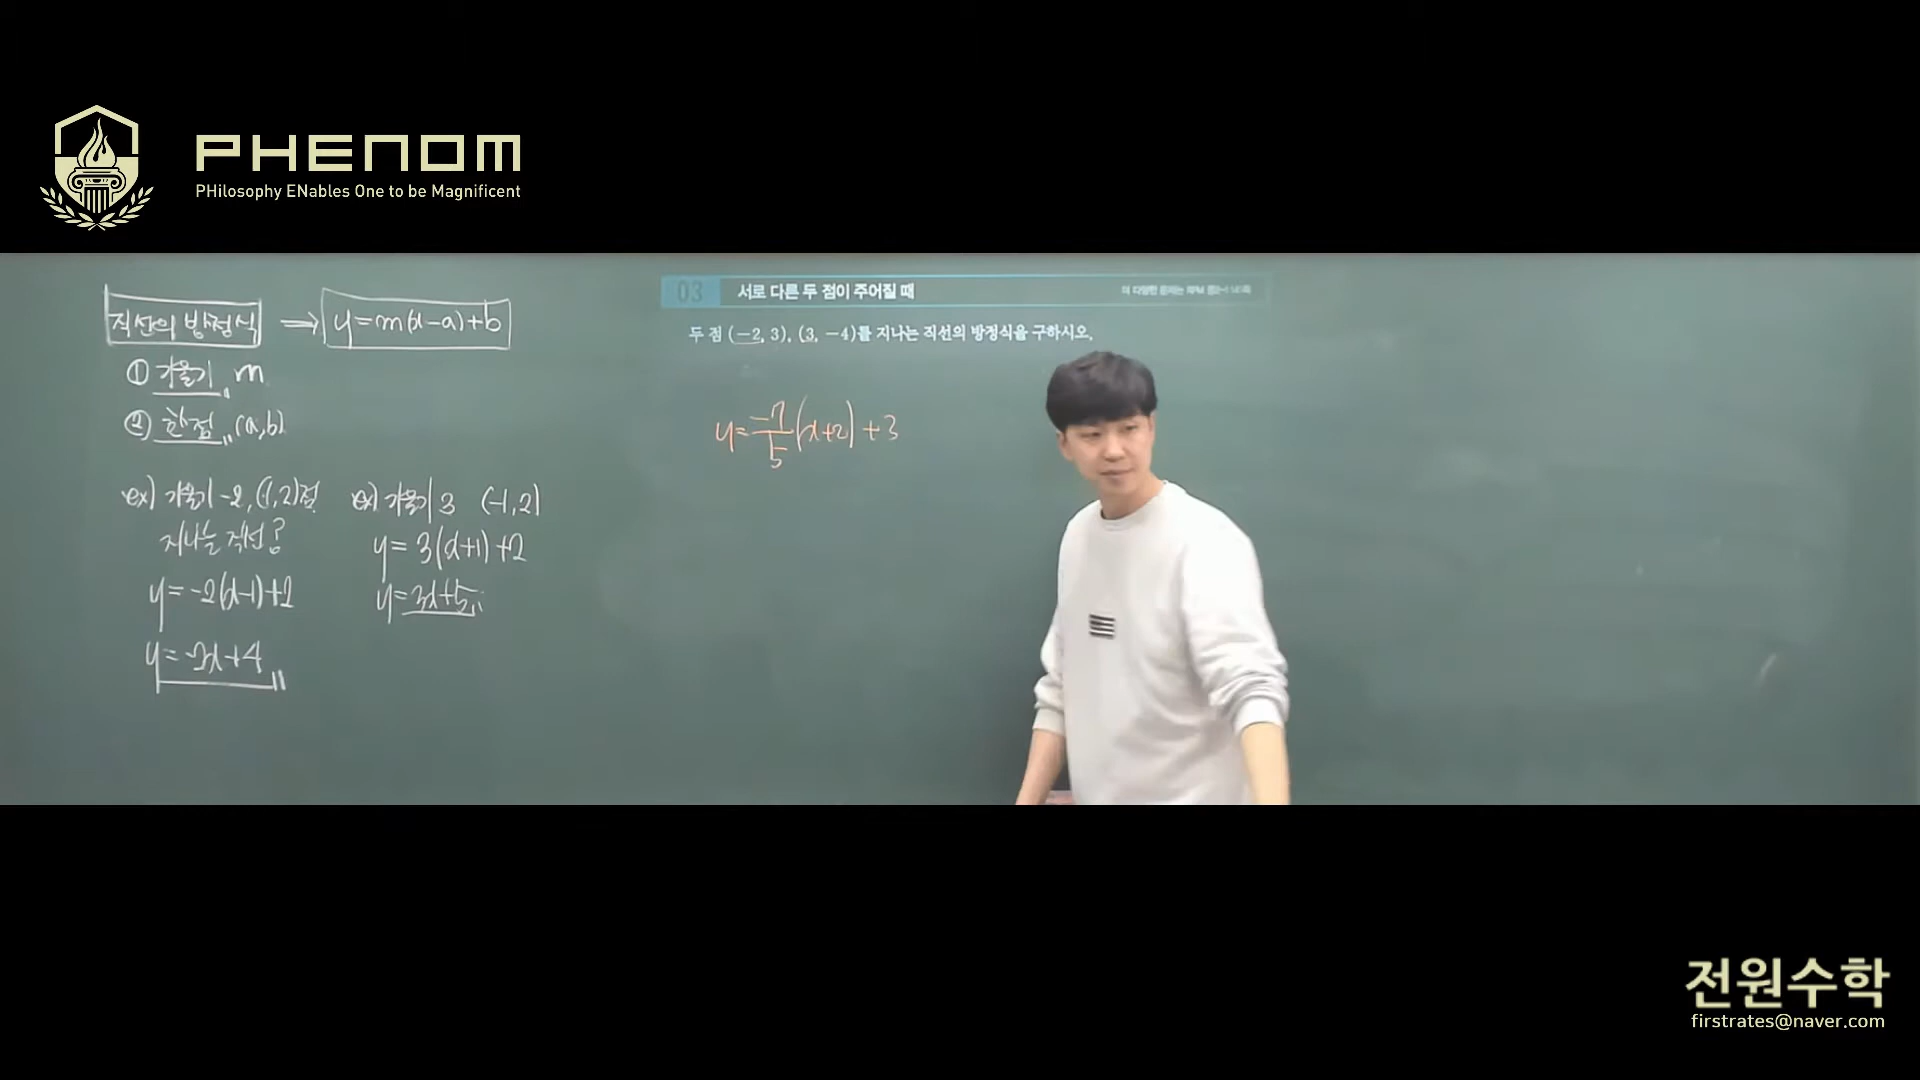 PHENOM
PHilosophy ENables One to be Magnificent
직선의 방정식 ⇒ y=m(x-a)+b
① 기울기 m
② 한점 (a,b)
ex) 기울기 -2, (1,2)점
지나는 직선?
y=-2(x-1)+2
y=-2x+4
ex) 기울기 3 (-1,2)
y=3(x+1)+2
y=3x+5
03 서로 다른 두 점이 주어질 때
두 점 (-2, 3), (3, -4)를 지나는 직선의 방정식을 구하시오.
y=-7/5(x+2)+3
전원수학
firstrates@naver.com